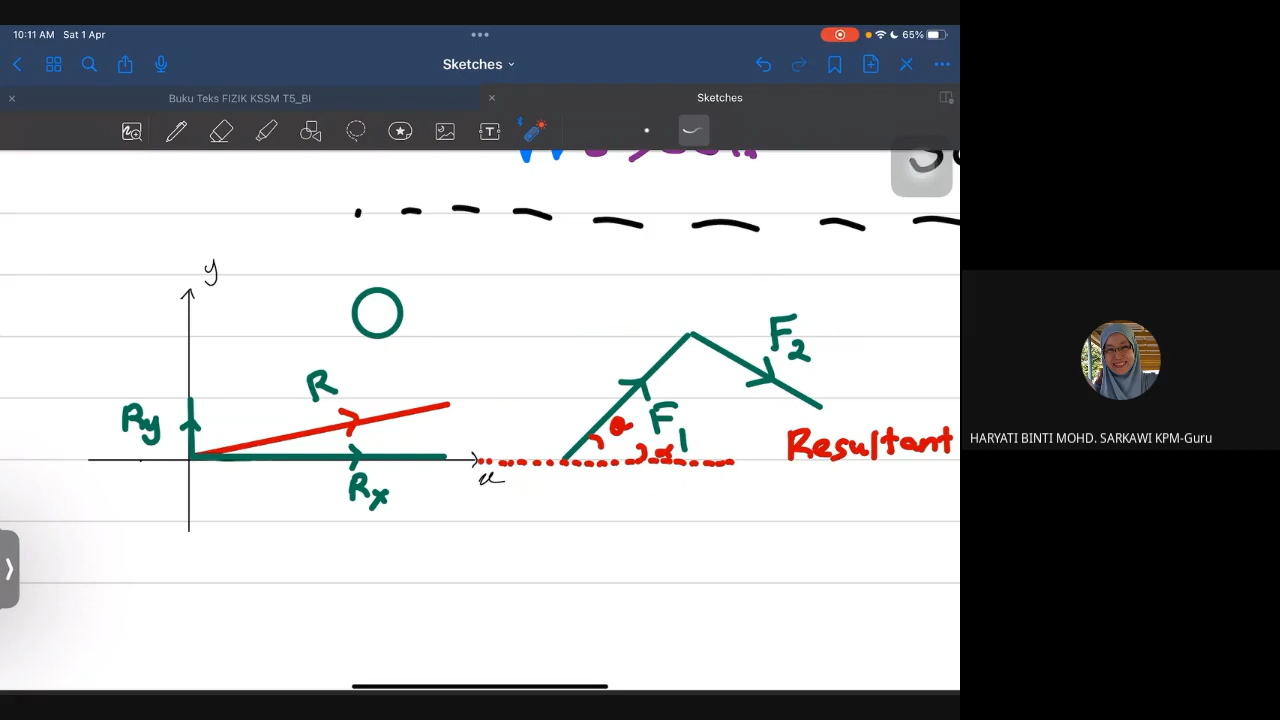 10:11 AM Sat 1 Apr
65%
Sketches
Buku Teks FIZIK KSSM T5_BI
Sketches
y
R
Ry
Rx
x
F1
F2
θ
α
Resultant
HARYATI BINTI MOHD. SARKAWI KPM-Guru